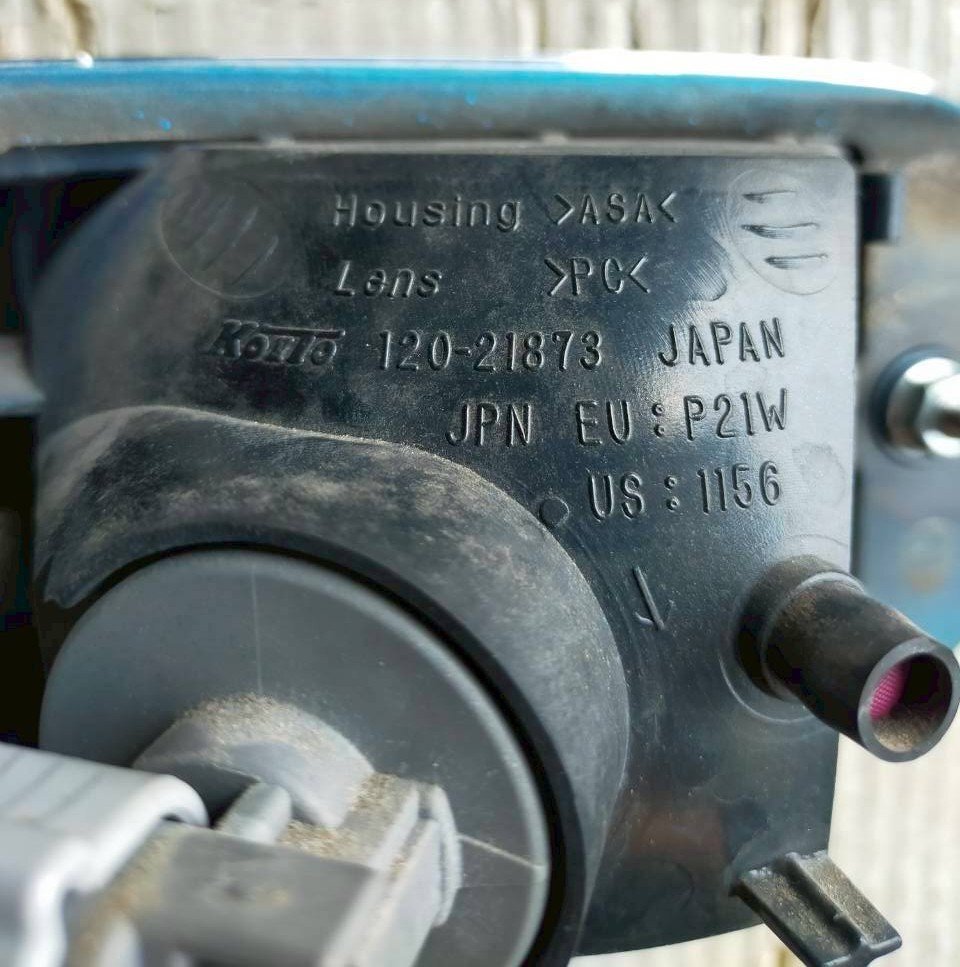 Housing >ASA<
Lens >PC<
Koito 120-21873 JAPAN
JPN EU:P21W
US:1156